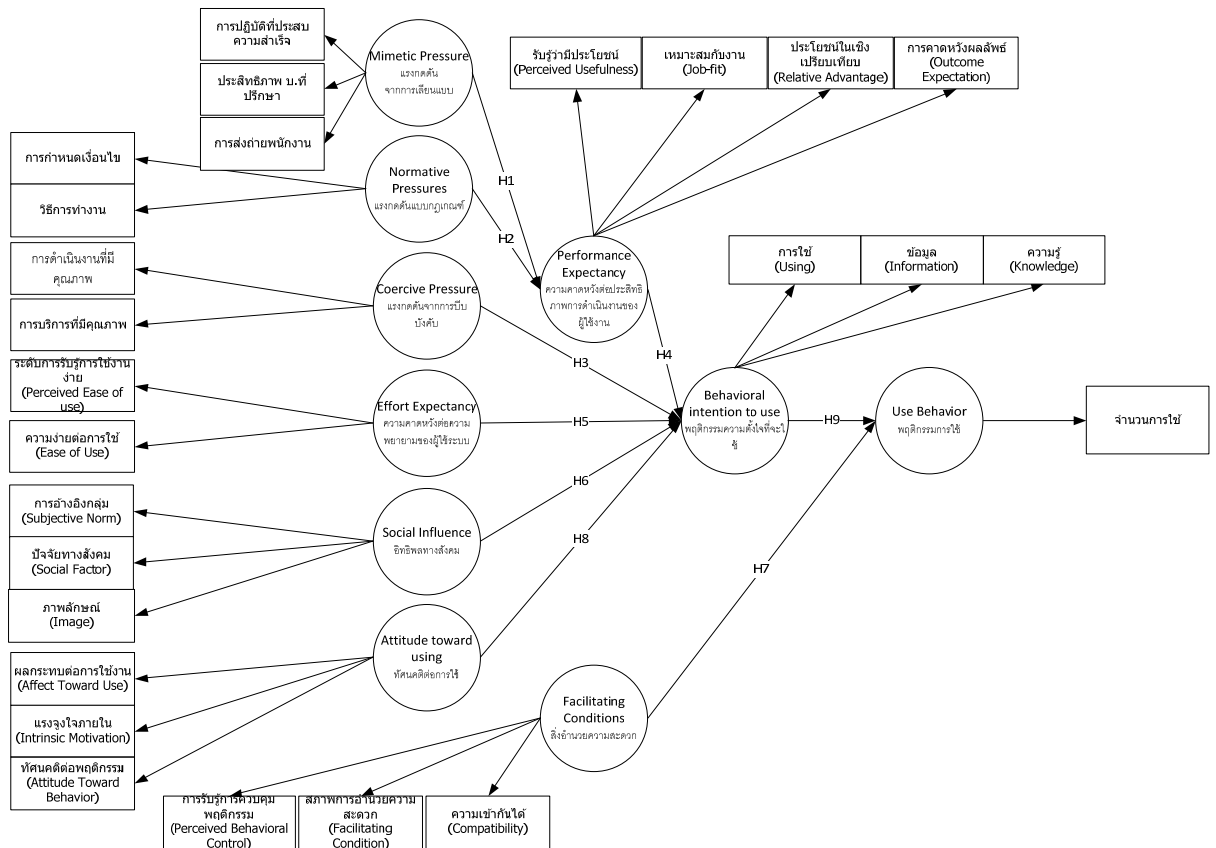 การปฏิบัติที่ประสบ
ความสำเร็จ
ประสิทธิภาพ บ.ที่
ปรึกษา
การส่งถ่ายพนักงาน
Mimetic Pressure
แรงกดดัน
จากการเลียนแบบ
รับรู้ว่ามีประโยชน์
(Perceived Usefulness)
เหมาะสมกับงาน
(Job-fit)
ประโยชน์ในเชิง
เปรียบเทียบ
(Relative Advantage)
การคาดหวังผลลัพธ์
(Outcome
Expectation)
การกำหนดเงื่อนไข
วิธีการทำงาน
Normative
Pressures
แรงกดดันแบบกฎเกณฑ์
H1
H2
การดำเนินงานที่มี
คุณภาพ
การบริการที่มีคุณภาพ
Coercive Pressure
แรงกดดันจากการบีบ
บังคับ
Performance
Expectancy
ความคาดหวังต่อประสิทธิ
ภาพการดำเนินงานของ
ผู้ใช้งาน
การใช้
(Using)
ข้อมูล
(Information)
ความรู้
(Knowledge)
H3
H4
ระดับการรับรู้การใช้งาน
ง่าย
(Perceived Ease of
use)
ความง่ายต่อการใช้
(Ease of Use)
Effort Expectancy
ความคาดหวังต่อความ
พยายามของผู้ใช้ระบบ
H5
Behavioral
intention to use
พฤติกรรมความตั้งใจที่จะใ
ช้
H9
Use Behavior
พฤติกรรมการใช้
จำนวนการใช้
การอ้างอิงกลุ่ม
(Subjective Norm)
ปัจจัยทางสังคม
(Social Factor)
ภาพลักษณ์
(Image)
Social Influence
อิทธิพลทางสังคม
H6
H8
H7
ผลกระทบต่อการใช้งาน
(Affect Toward Use)
แรงจูงใจภายใน
(Intrinsic Motivation)
ทัศนคติต่อพฤติกรรม
(Attitude Toward
Behavior)
Attitude toward
using
ทัศนคติต่อการใช้
Facilitating
Conditions
สิ่งอำนวยความสะดวก
การรับรู้การควบคุม
พฤติกรรม
(Perceived Behavioral
Control)
สภาพการอำนวยความ
สะดวก
(Facilitating
Condition)
ความเข้ากันได้
(Compatibility)